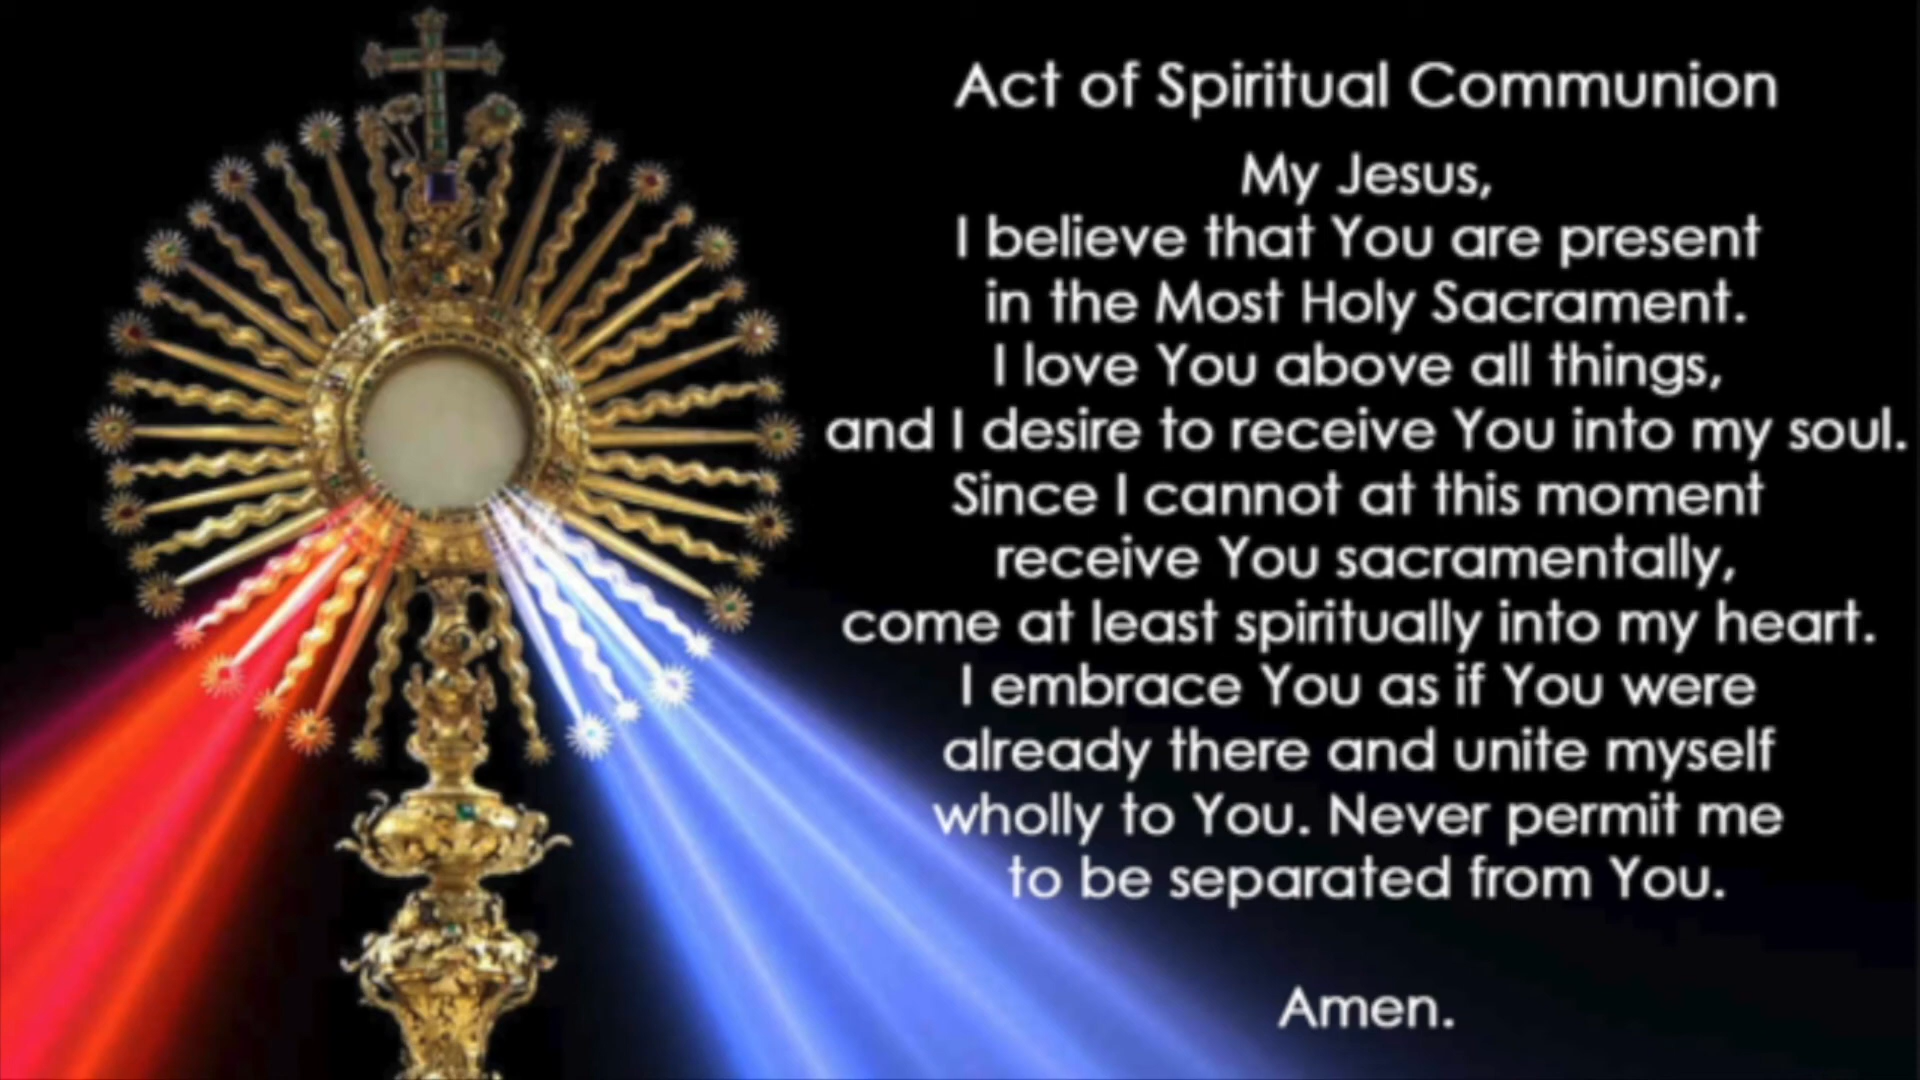 Act of Spiritual Communion
My Jesus,
I believe that You are present
in the Most Holy Sacrament.
I love You above all things,
and I desire to receive You into my soul.
Since I cannot at this moment
receive You sacramentally,
come at least spiritually into my heart.
I embrace You as if You were
already there and unite myself
wholly to You. Never permit me
to be separated from You.
Amen.